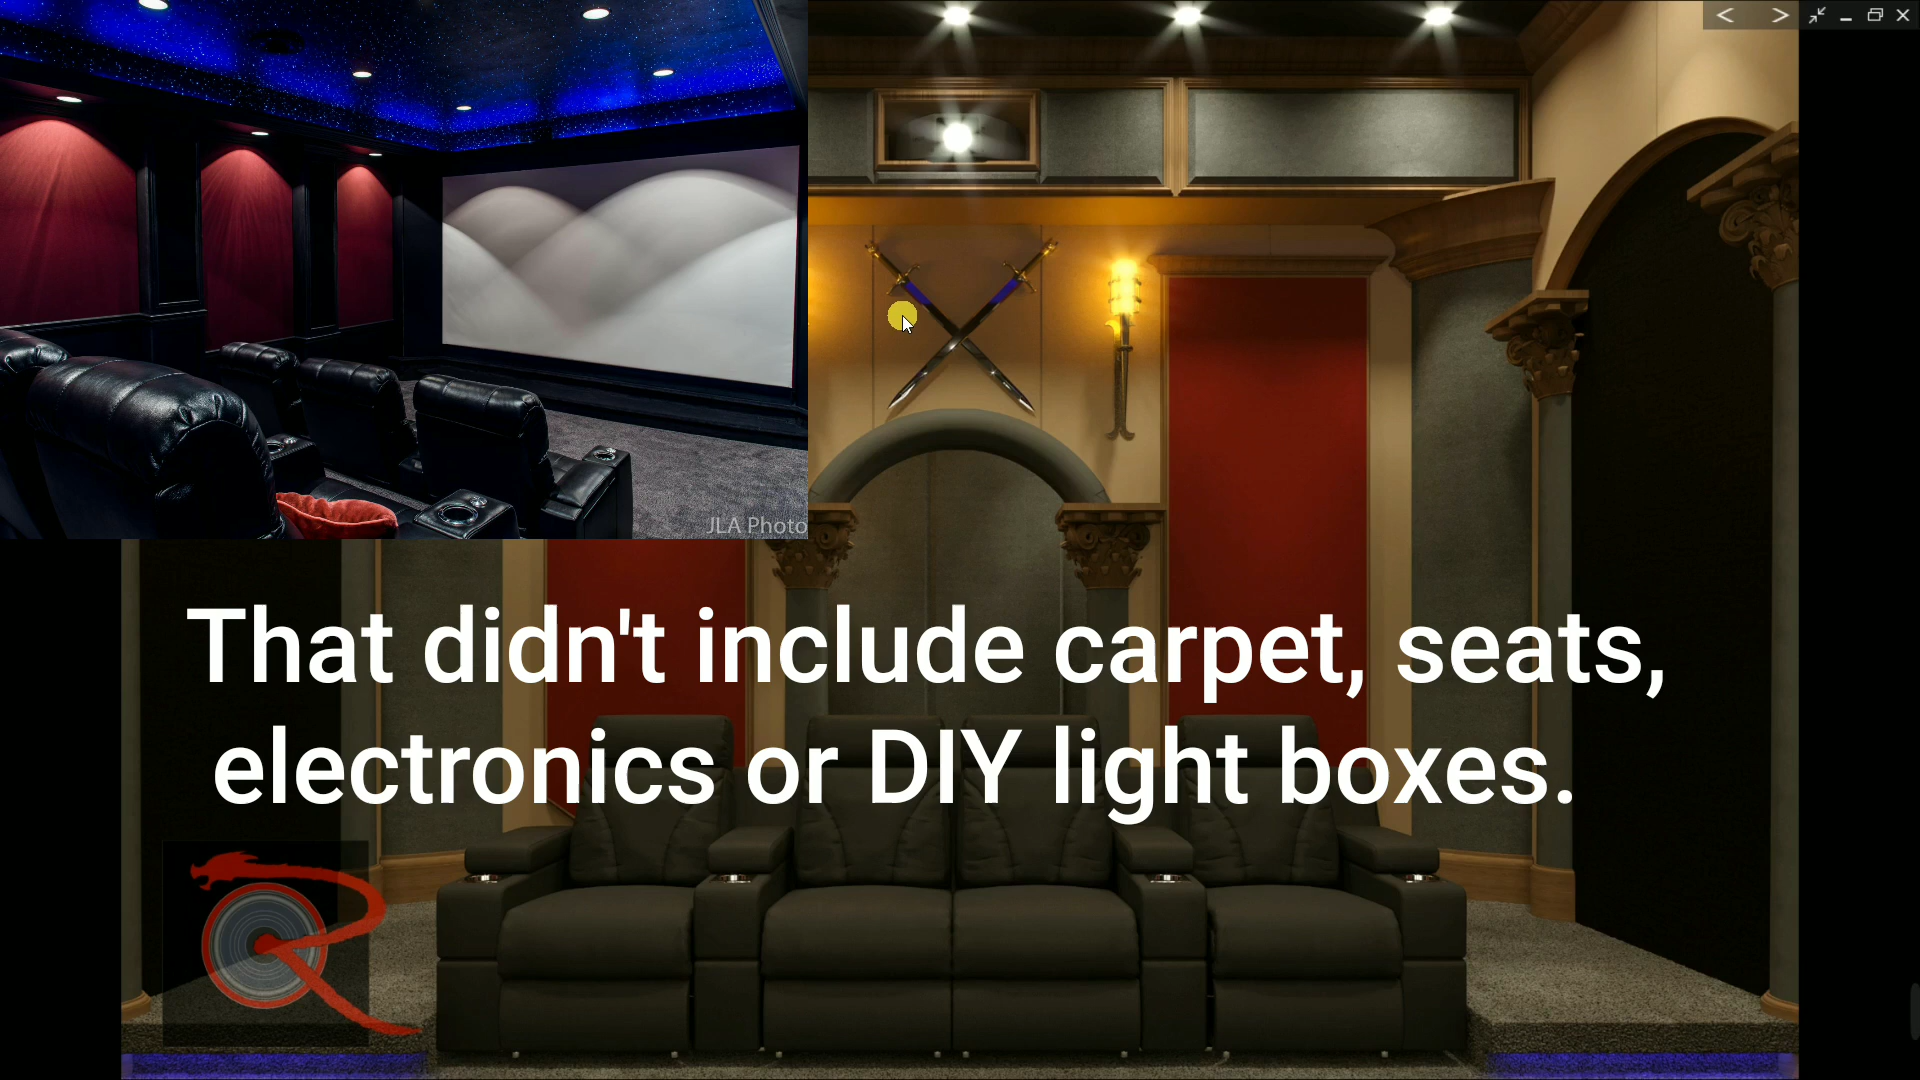 JLA Photo
That didn't include carpet, seats,
electronics or DIY light boxes.